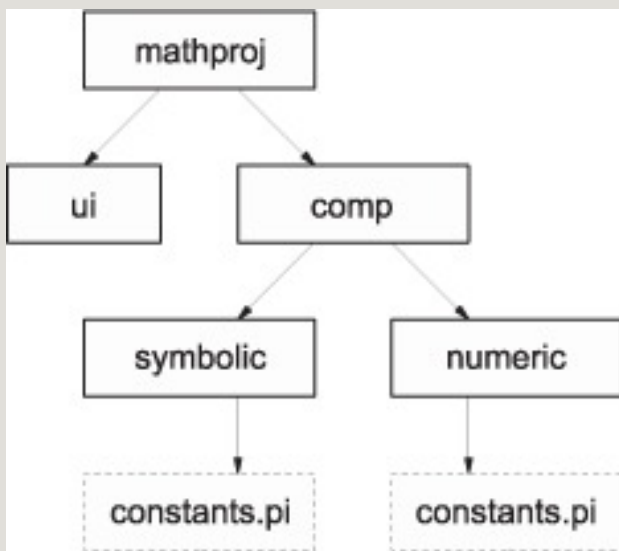 mathproj
ui
comp
symbolic
numeric
constants.pi
constants.pi